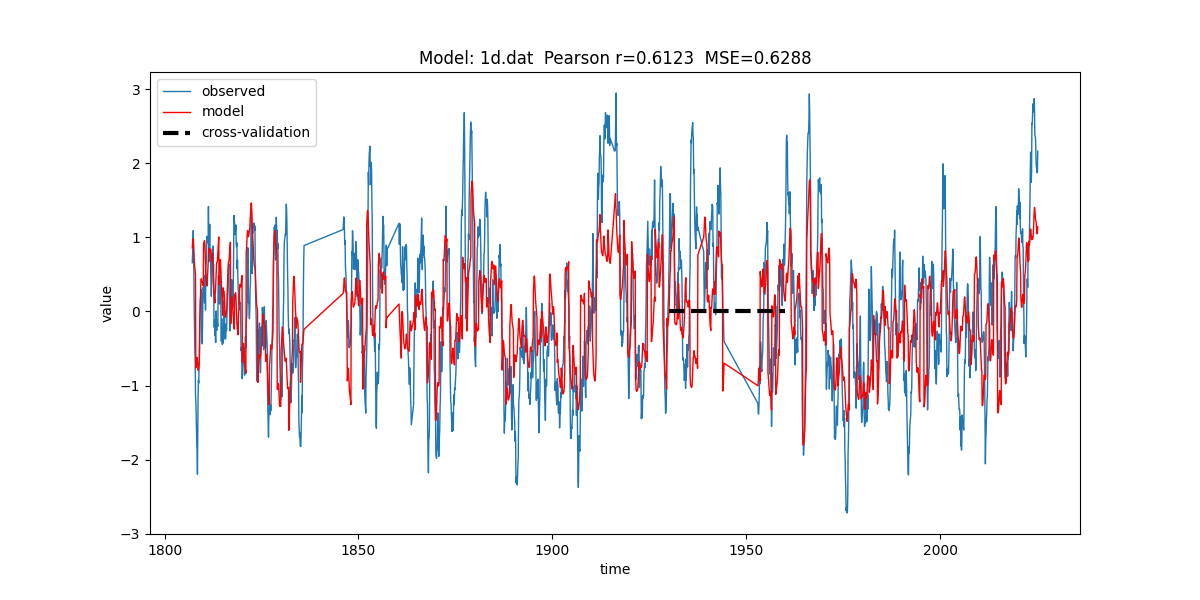 Model: 1d.dat  Pearson r=0.6123  MSE=0.6288
observed
model
cross-validation
3
2
1
0
−1
−2
−3
value
1800 1850 1900 1950 2000
time